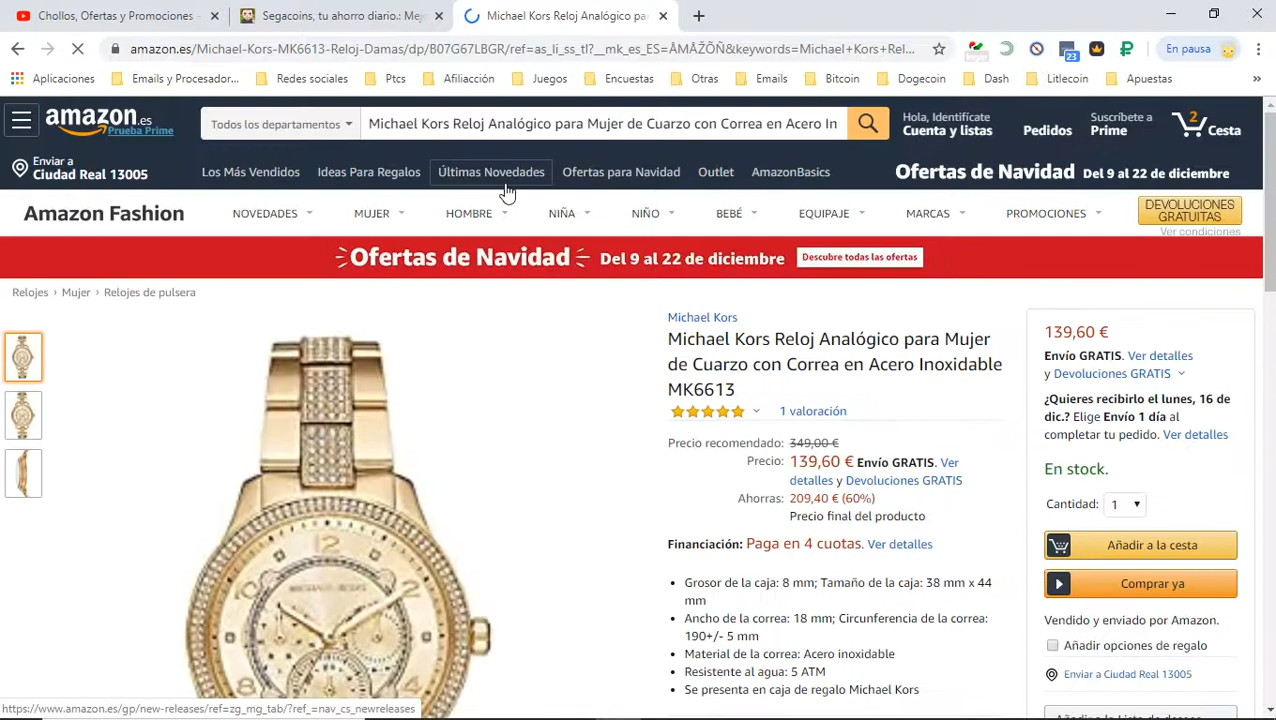 Chollos, Ofertas y Promociones -
Segacoins, tu ahorro diario.: Mej
Michael Kors Reloj Analógico pa
amazon.es/Michael-Kors-MK6613-Reloj-Damas/dp/B07G67LBGR/ref=as_li_ss_tl?__mk_es_ES=ÅMÅŽÕÑ&keywords=Michael+Kors+Rel...
23
En pausa
Aplicaciones
Emails y Procesador...
Redes sociales
Ptcs
Afiliacción
Juegos
Encuestas
Otras
Emails
Bitcoin
Dogecoin
Dash
Litlecoin
Apuestas
amazon.es
Prueba Prime
Todos los departamentos
Michael Kors Reloj Analógico para Mujer de Cuarzo con Correa en Acero In
Hola, Identifícate
Cuenta y listas
Pedidos
Suscríbete a
Prime
2
Cesta
Enviar a
Ciudad Real 13005
Los Más Vendidos
Ideas Para Regalos
Últimas Novedades
Ofertas para Navidad
Outlet
AmazonBasics
Ofertas de Navidad Del 9 al 22 de diciembre
Amazon Fashion
NOVEDADES
MUJER
HOMBRE
NIÑA
NIÑO
BEBÉ
EQUIPAJE
MARCAS
PROMOCIONES
DEVOLUCIONES
GRATUITAS
Ver condiciones
Ofertas de Navidad Del 9 al 22 de diciembre Descubre todas las ofertas
Relojes › Mujer › Relojes de pulsera
Michael Kors
Michael Kors Reloj Analógico para Mujer
de Cuarzo con Correa en Acero Inoxidable
MK6613
1 valoración
Precio recomendado: 349,00 €
Precio: 139,60 € Envío GRATIS. Ver
detalles y Devoluciones GRATIS
Ahorras: 209,40 € (60%)
Precio final del producto
Financiación: Paga en 4 cuotas. Ver detalles
• Grosor de la caja: 8 mm; Tamaño de la caja: 38 mm x 44
mm
• Ancho de la correa: 18 mm; Circunferencia de la correa:
190+/- 5 mm
• Material de la correa: Acero inoxidable
• Resistente al agua: 5 ATM
• Se presenta en caja de regalo Michael Kors
139,60 €
Envío GRATIS. Ver detalles
y Devoluciones GRATIS
¿Quieres recibirlo el lunes, 16 de
dic.? Elige Envío 1 día al
completar tu pedido. Ver detalles
En stock.
Cantidad: 1
Añadir a la cesta
Comprar ya
Vendido y enviado por Amazon.
Añadir opciones de regalo
Enviar a Ciudad Real 13005
12
MICHAEL KORS
https://www.amazon.es/gp/new-releases/ref=zg_mg_tab/?ref_=nav_cs_newreleases